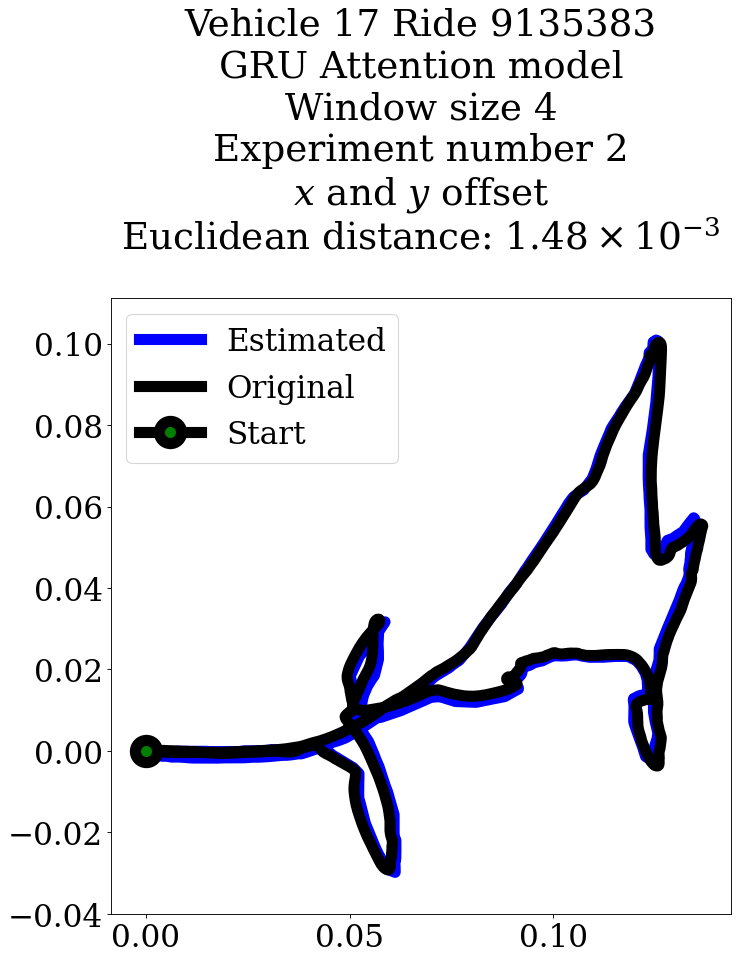 Vehicle 17 Ride 9135383
GRU Attention model
Window size 4
Experiment number 2
x and y offset
Euclidean distance: 1.48 × 10⁻³
Estimated
Original
Start
0.10
0.08
0.06
0.04
0.02
0.00
−0.02
−0.04
0.00 0.05 0.10